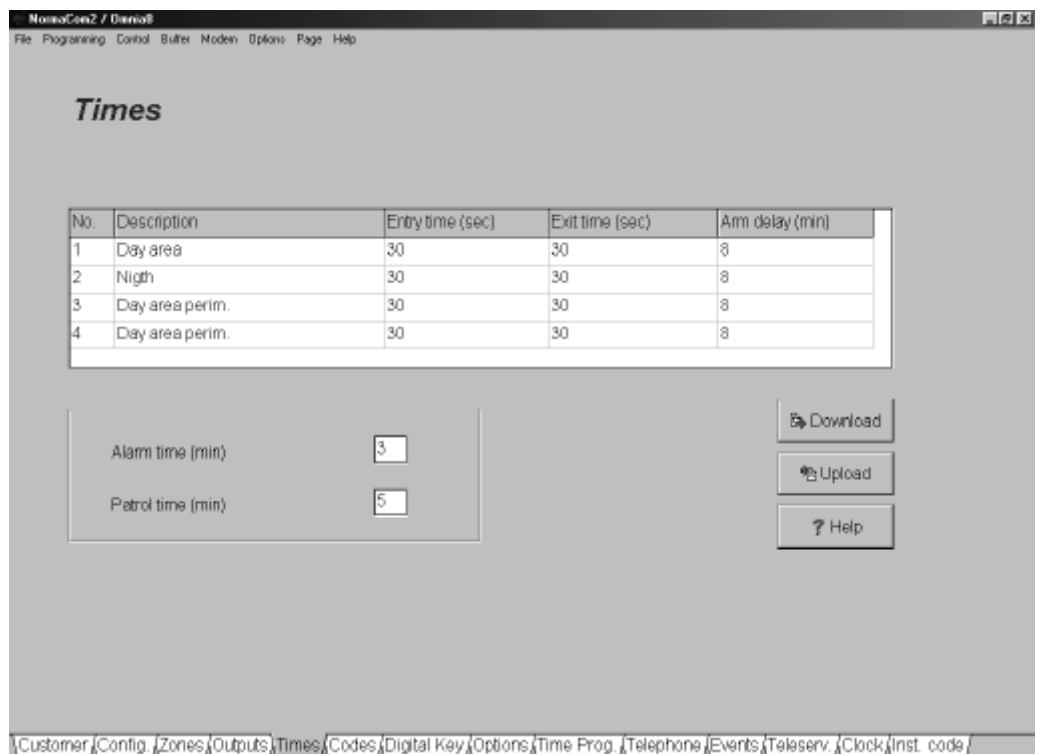 NormaCom2 / Omnia8
File Programming Control Buffer Modem Options Page Help
Times
No. Description Entry time (sec) Exit time (sec) Arm delay (min)
1 Day area 30 30 8
2 Nigth 30 30 8
3 Day area perim. 30 30 8
4 Day area perim. 30 30 8
Alarm time (min) 3
Patrol time (min) 5
Download
Upload
? Help
Customer Config. Zones Outputs Times Codes Digital Key Options Time Prog. Telephone Events Teleserv. Clock Inst. code